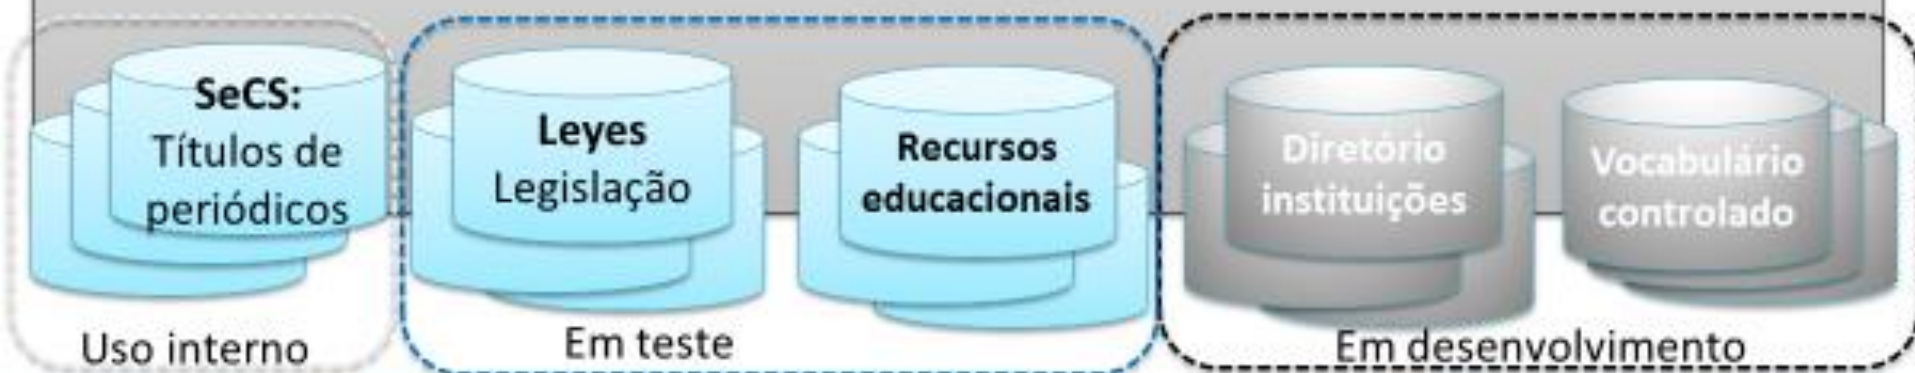 SeCS:
Títulos de
periódicos
Leyes
Legislação
Recursos
educacionais
Diretório
instituições
Vocabulário
controlado
Uso interno
Em teste
Em desenvolvimento